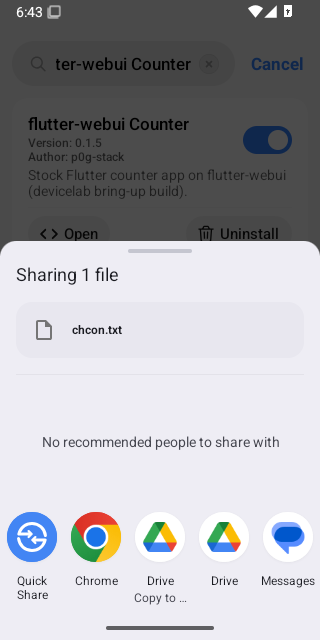 6:43
ter-webui Counter
Cancel
flutter-webui Counter
Version: 0.1.5
Author: p0g-stack
Stock Flutter counter app on flutter-webui
(devicelab bring-up build).
Open
Uninstall
Sharing 1 file
chcon.txt
No recommended people to share with
Quick
Share
Chrome
Drive
Copy to ...
Drive
Messages